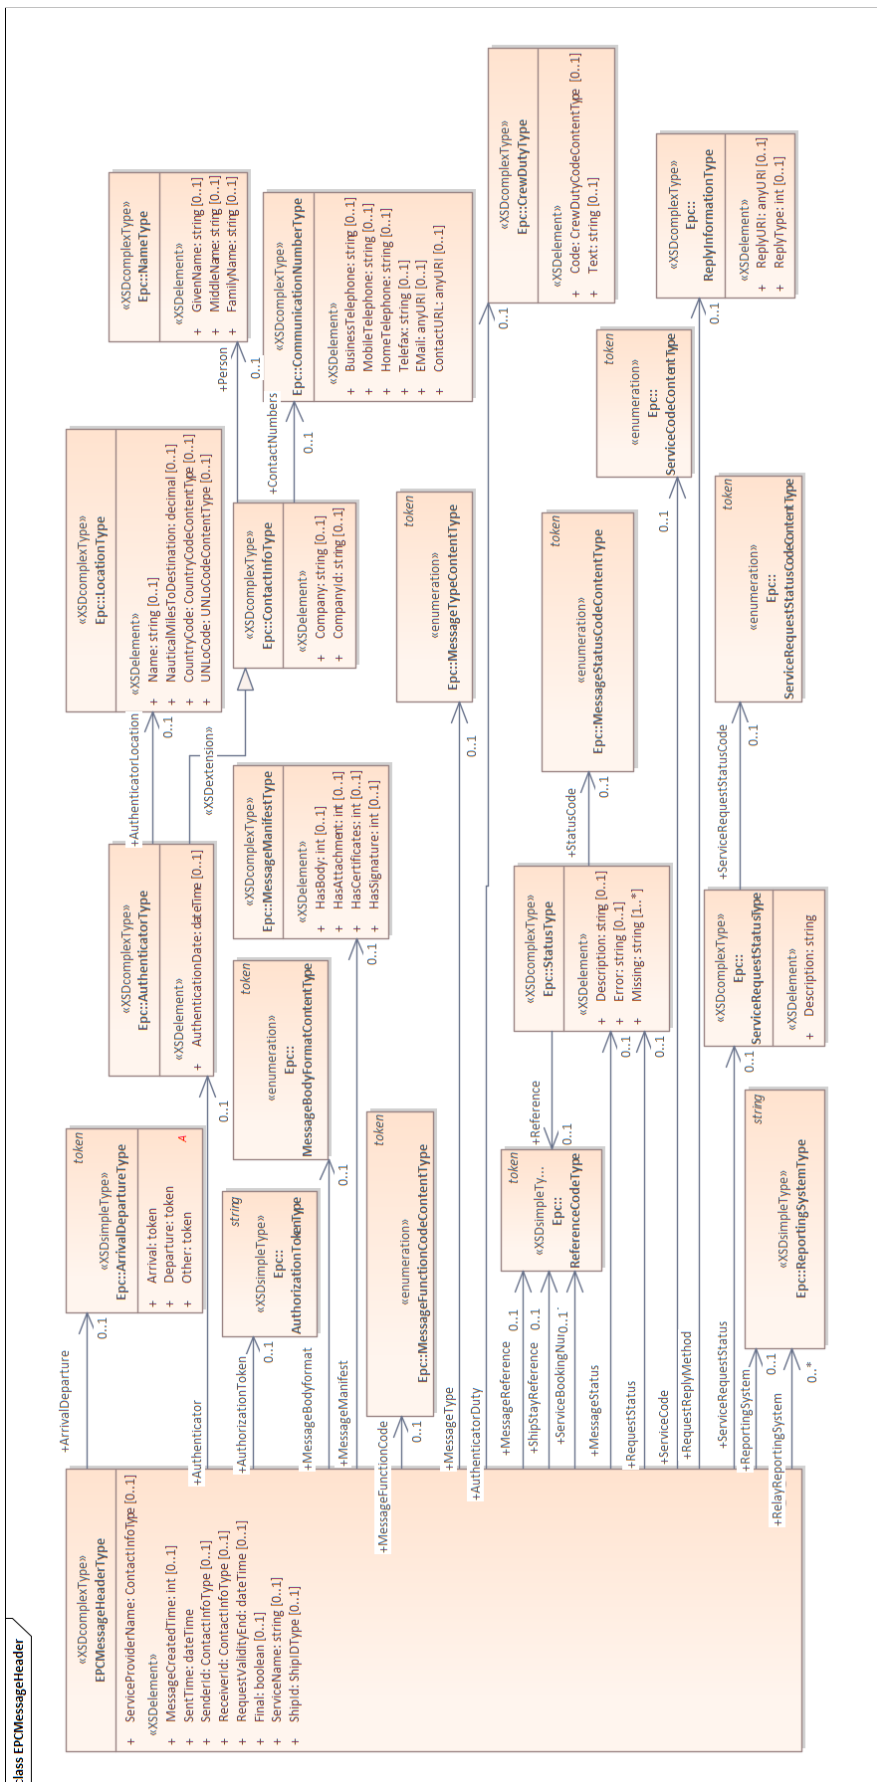 class EPCMessageHeader
«XSDcomplexType»
EPCMessageHeaderType
+ ServiceProviderName: ContactInfoType [0..1]
«XSDelement»
+ MessageCreatedTime: int [0..1]
+ SentTime: dateTime
+ SenderId: ContactInfoType [0..1]
+ ReceiverId: ContactInfoType [0..1]
+ RequestValidityEnd: dateTime [0..1]
+ Final: boolean [0..1]
+ ServiceName: string [0..1]
+ ShipId: ShipIDType [0..1]
+ArrivalDeparture
0..1
token
«XSDsimpleType»
Epc::ArrivalDepartureType
+ Arrival: token
+ Departure: token
+ Other: token
A
+Authenticator
0..1
«XSDcomplexType»
Epc::AuthenticatorType
«XSDelement»
+ AuthenticationDate: dateTime [0..1]
+AuthenticatorLocation
0..1
«XSDcomplexType»
Epc::LocationType
«XSDelement»
+ Name: string [0..1]
+ NauticalMilesToDestination: decimal [0..1]
+ CountryCode: CountryCodeContentType [0..1]
+ UNLoCode: UNLoCodeContentType [0..1]
«XSDextension»
«XSDcomplexType»
Epc::ContactInfoType
«XSDelement»
+ Company: string [0..1]
+ CompanyId: string [0..1]
+Person
0..1
«XSDcomplexType»
Epc::NameType
«XSDelement»
+ GivenName: string [0..1]
+ MiddleName: string [0..1]
+ FamilyName: string [0..1]
+ContactNumbers
0..1
«XSDcomplexType»
Epc::CommunicationNumberType
«XSDelement»
+ BusinessTelephone: string [0..1]
+ MobileTelephone: string [0..1]
+ HomeTelephone: string [0..1]
+ Telefax: string [0..1]
+ EMail: anyURI [0..1]
+ ContactURL: anyURI [0..1]
+AuthorizationToken
0..1
string
«XSDsimpleType»
Epc::
AuthorizationTokenType
+MessageBodyformat
0..1
token
«enumeration»
Epc::
MessageBodyFormatContentType
+MessageManifest
0..1
«XSDcomplexType»
Epc::MessageManifestType
«XSDelement»
+ HasBody: int [0..1]
+ HasAttachment: int [0..1]
+ HasCertificates: int [0..1]
+ HasSignature: int [0..1]
+MessageFunctionCode
0..1
token
«enumeration»
Epc::MessageFunctionCodeContentType
+MessageType
0..1
token
«enumeration»
Epc::MessageTypeContentType
+AuthenticatorDuty
0..1
«XSDcomplexType»
Epc::CrewDutyType
«XSDelement»
+ Code: CrewDutyCodeContentType [0..1]
+ Text: string [0..1]
+MessageReference
0..1
+ShipStayReference
0..1
+ServiceBookingNur
0..1
token
«XSDsimpleTy...
Epc::
ReferenceCodeType
+Reference
0..1
+MessageStatus
0..1
+RequestStatus
0..1
«XSDcomplexType»
Epc::StatusType
«XSDelement»
+ Description: string [0..1]
+ Error: string [0..1]
+ Missing: string [1..*]
+StatusCode
0..1
token
«enumeration»
Epc::MessageStatusCodeContentType
+ServiceCode
0..1
token
«enumeration»
Epc::
ServiceCodeContentType
+RequestReplyMethod
0..1
«XSDcomplexType»
Epc::
ReplyInformationType
«XSDelement»
+ ReplyURI: anyURI [0..1]
+ ReplyType: int [0..1]
+ServiceRequestStatus
0..1
«XSDcomplexType»
Epc::
ServiceRequestStatusType
«XSDelement»
+ Description: string
+ServiceRequestStatusCode
0..1
token
«enumeration»
Epc::
ServiceRequestStatusCodeContentType
+ReportingSystem
0..1
+RelayReportingSystem
0..*
string
«XSDsimpleType»
Epc::ReportingSystemType